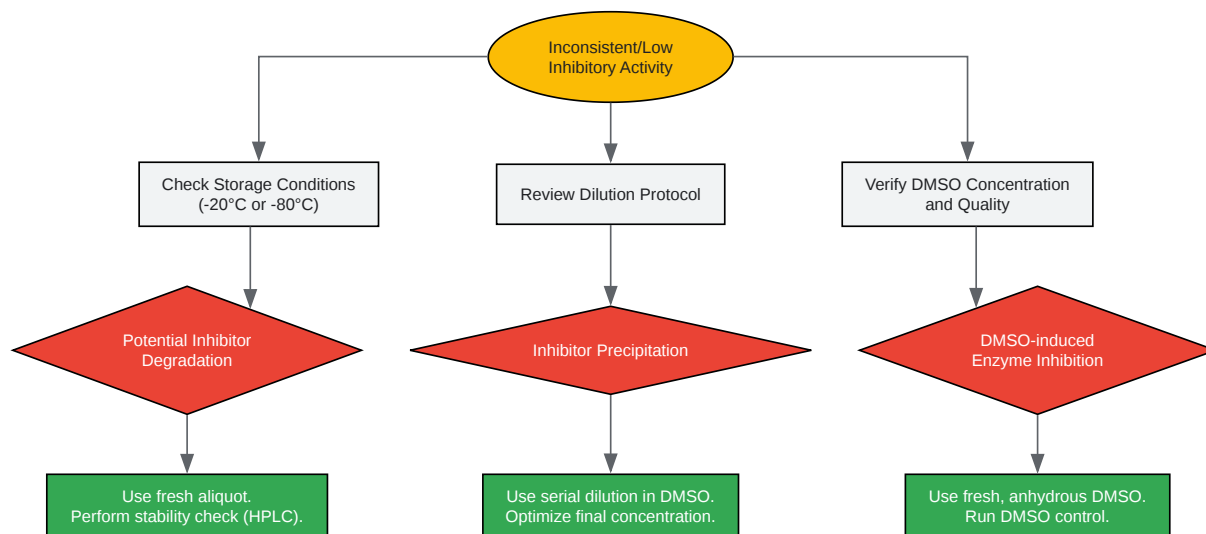 Inconsistent/Low
Inhibitory Activity
Check Storage Conditions
(-20°C or -80°C)
Review Dilution Protocol
Verify DMSO Concentration
and Quality
Potential Inhibitor
Degradation
Inhibitor Precipitation
DMSO-induced
Enzyme Inhibition
Use fresh aliquot.
Perform stability check (HPLC).
Use serial dilution in DMSO.
Optimize final concentration.
Use fresh, anhydrous DMSO.
Run DMSO control.